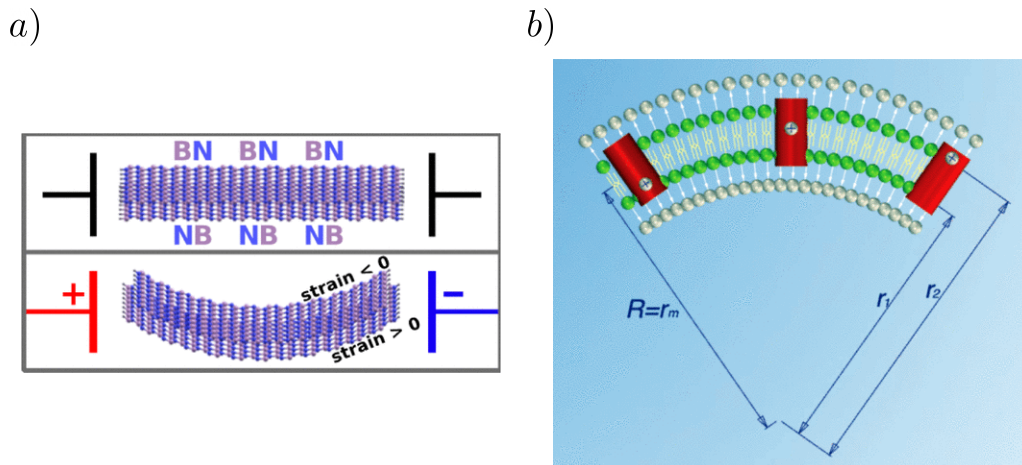 a)
b)
BN BN BN
NB NB NB
+
−
strain < 0
strain > 0
R=rm
r1
r2